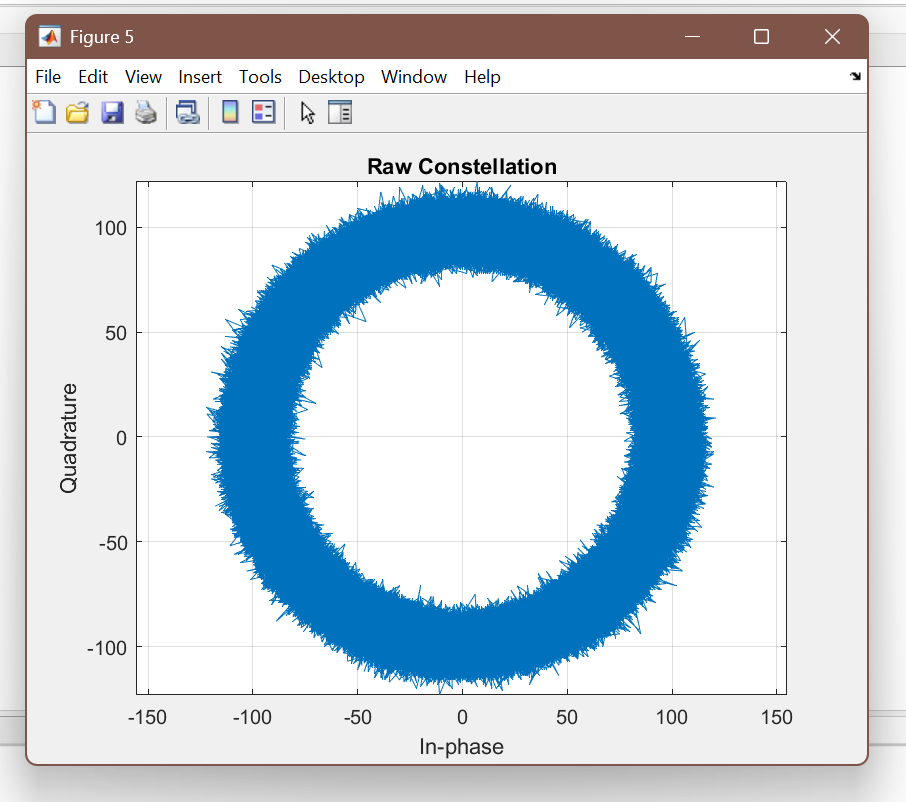 Figure 5
File Edit View Insert Tools Desktop Window Help
Raw Constellation
100
50
0
-50
-100
Quadrature
-150 -100 -50 0 50 100 150
In-phase